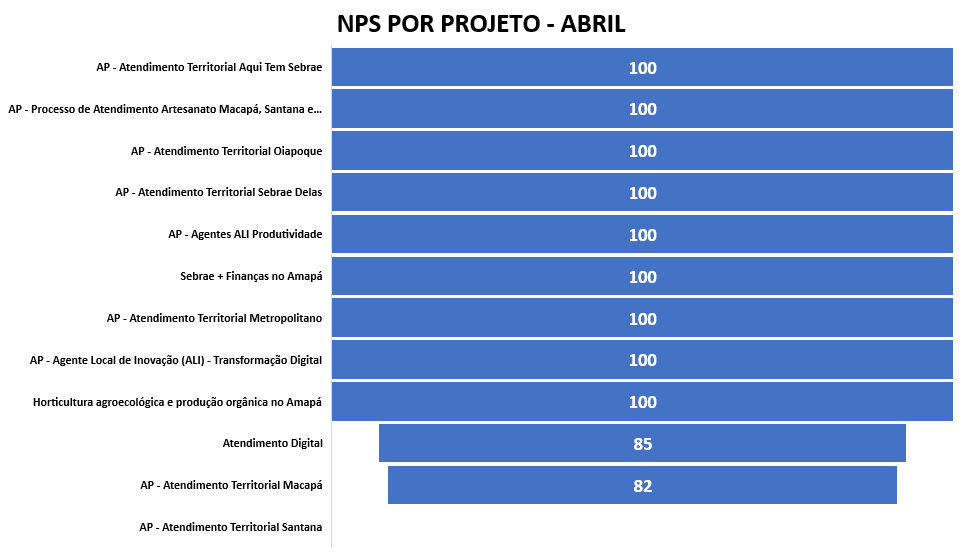 NPS POR PROJETO - ABRIL
AP - Atendimento Territorial Aqui Tem Sebrae 100
AP - Processo de Atendimento Artesanato Macapá, Santana e... 100
AP - Atendimento Territorial Oiapoque 100
AP - Atendimento Territorial Sebrae Delas 100
AP - Agentes ALI Produtividade 100
Sebrae + Finanças no Amapá 100
AP - Atendimento Territorial Metropolitano 100
AP - Agente Local de Inovação (ALI) - Transformação Digital 100
Horticultura agroecológica e produção orgânica no Amapá 100
Atendimento Digital 85
AP - Atendimento Territorial Macapá 82
AP - Atendimento Territorial Santana